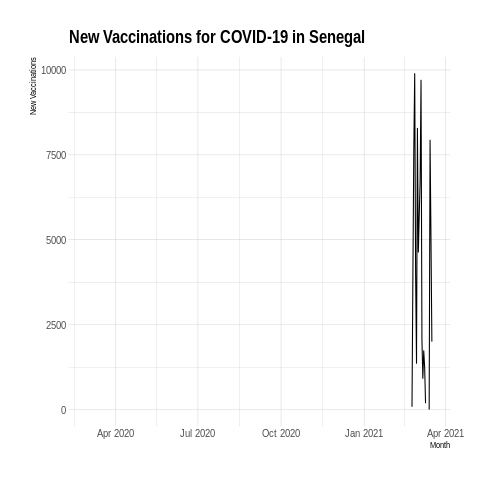 New Vaccinations for COVID-19 in Senegal
New Vaccinations
10000
7500
5000
2500
0
Apr 2020 Jul 2020 Oct 2020 Jan 2021 Apr 2021
Month